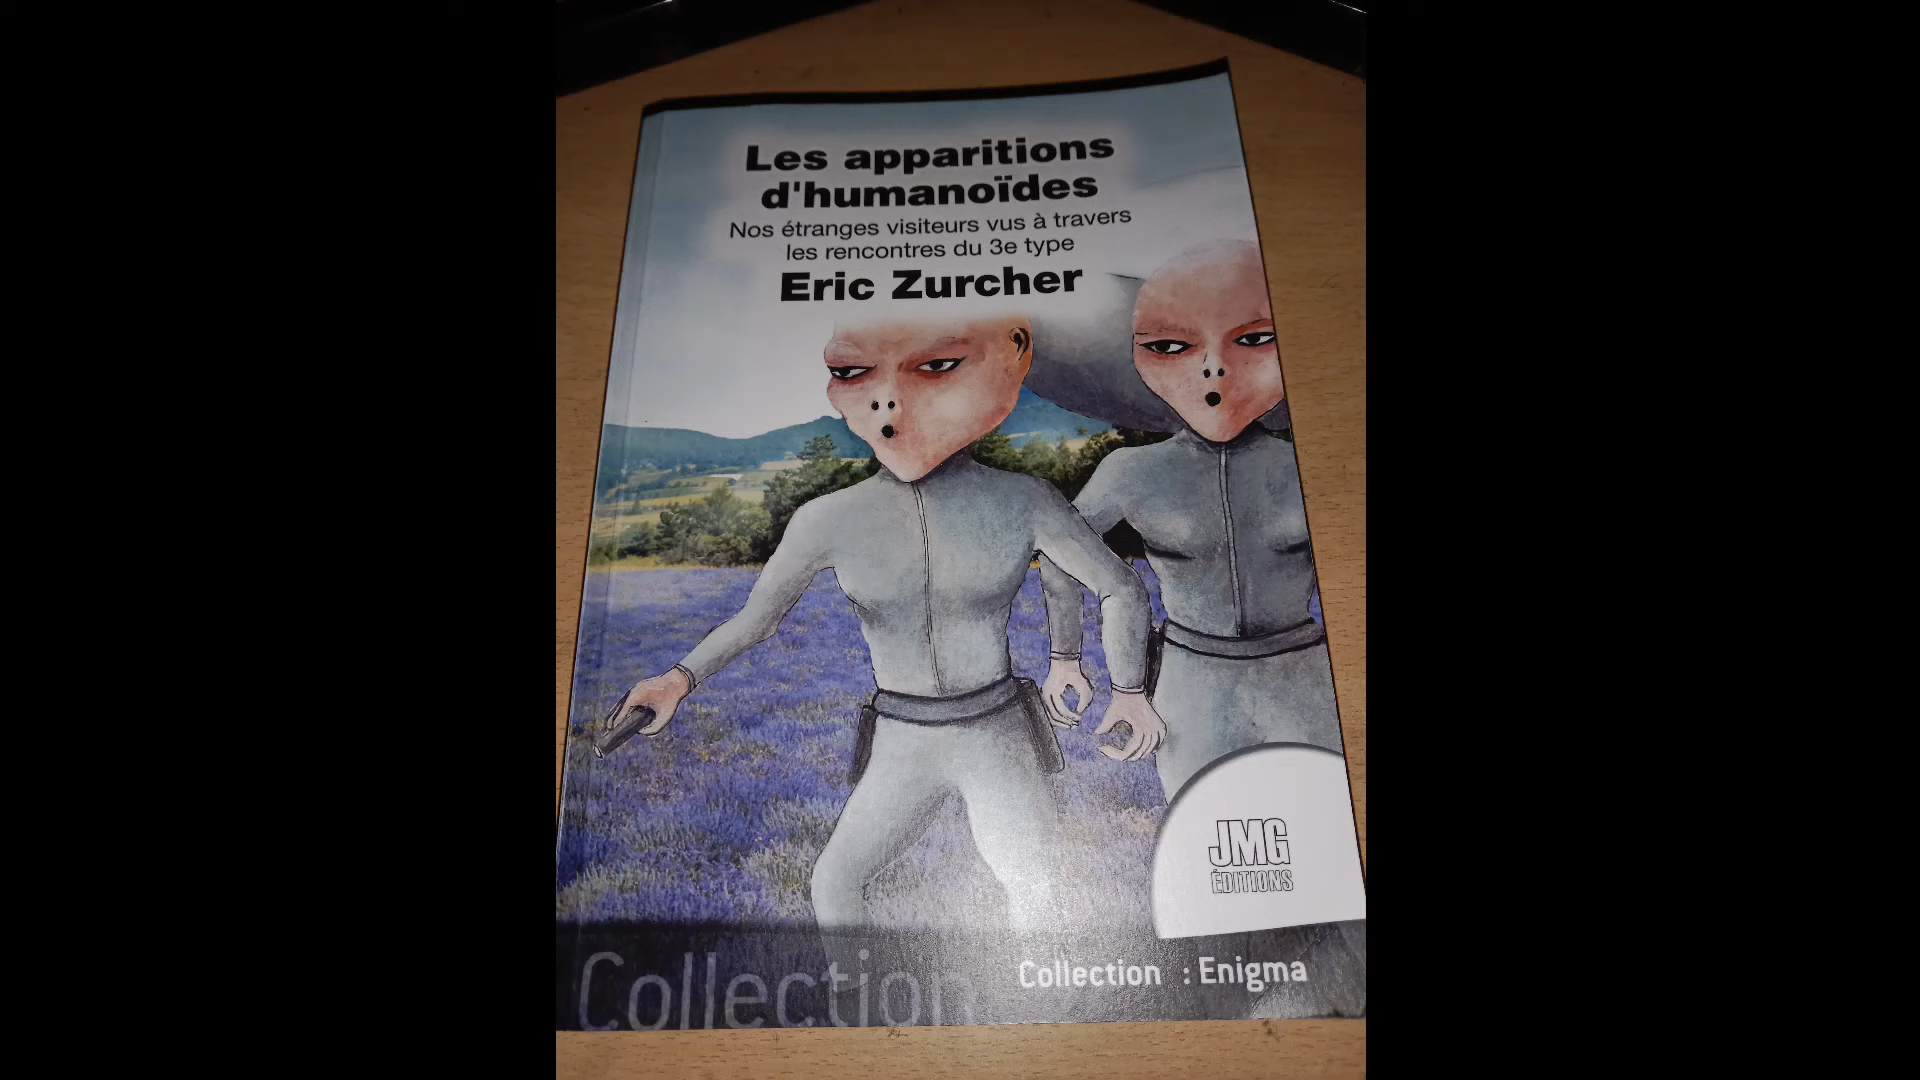 Les apparitions
d'humanoïdes
Nos étranges visiteurs vus à travers
les rencontres du 3e type
Eric Zurcher
JMG
ÉDITIONS
Collection
Collection : Enigma